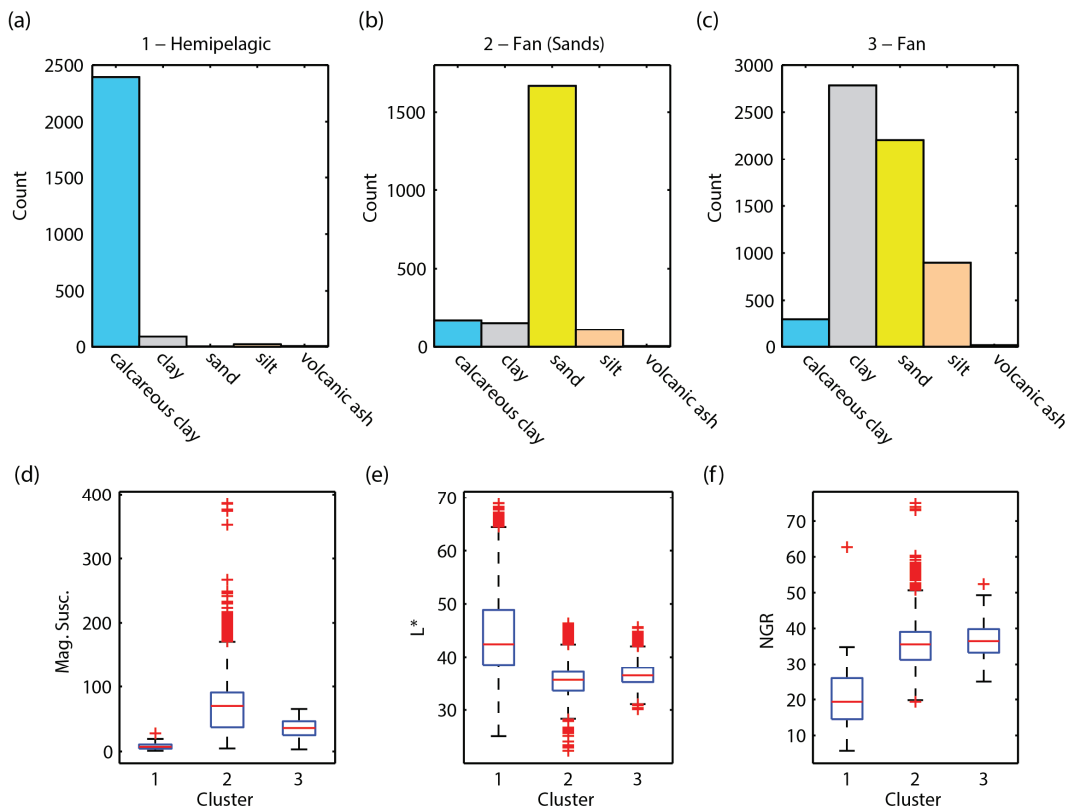 (a)
1 – Hemipelagic
2500
2000
1500
1000
500
0
Count
calcareous clay
clay
sand
silt
volcanic ash
(b)
2 – Fan (Sands)
1500
1000
500
0
Count
calcareous clay
clay
sand
silt
volcanic ash
(c)
3 – Fan
3000
2500
2000
1500
1000
500
0
Count
calcareous clay
clay
sand
silt
volcanic ash
(d)
400
300
200
100
0
Mag. Susc.
1 2 3
Cluster
(e)
70
60
50
40
30
L*
1 2 3
Cluster
(f)
70
60
50
40
30
20
10
NGR
1 2 3
Cluster